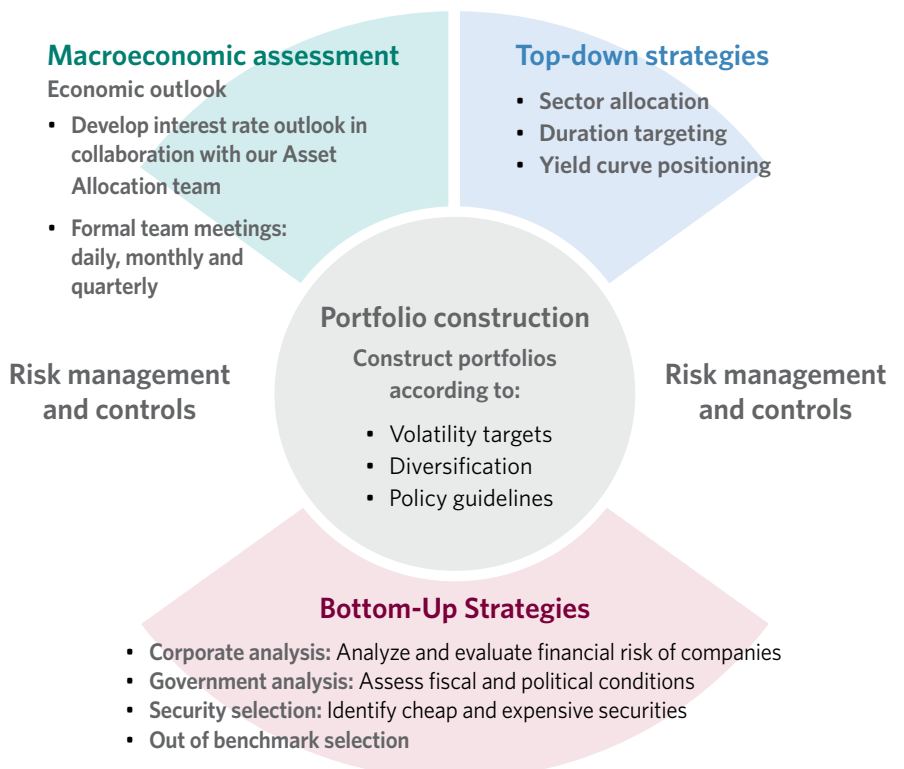 Macroeconomic assessment
Economic outlook
• Develop interest rate outlook in
collaboration with our Asset
Allocation team
• Formal team meetings:
daily, monthly and
quarterly
Top-down strategies
• Sector allocation
• Duration targeting
• Yield curve positioning
Risk management
and controls
Portfolio construction
Construct portfolios
according to:
• Volatility targets
• Diversification
• Policy guidelines
Risk management
and controls
Bottom-Up Strategies
• Corporate analysis: Analyze and evaluate financial risk of companies
• Government analysis: Assess fiscal and political conditions
• Security selection: Identify cheap and expensive securities
• Out of benchmark selection